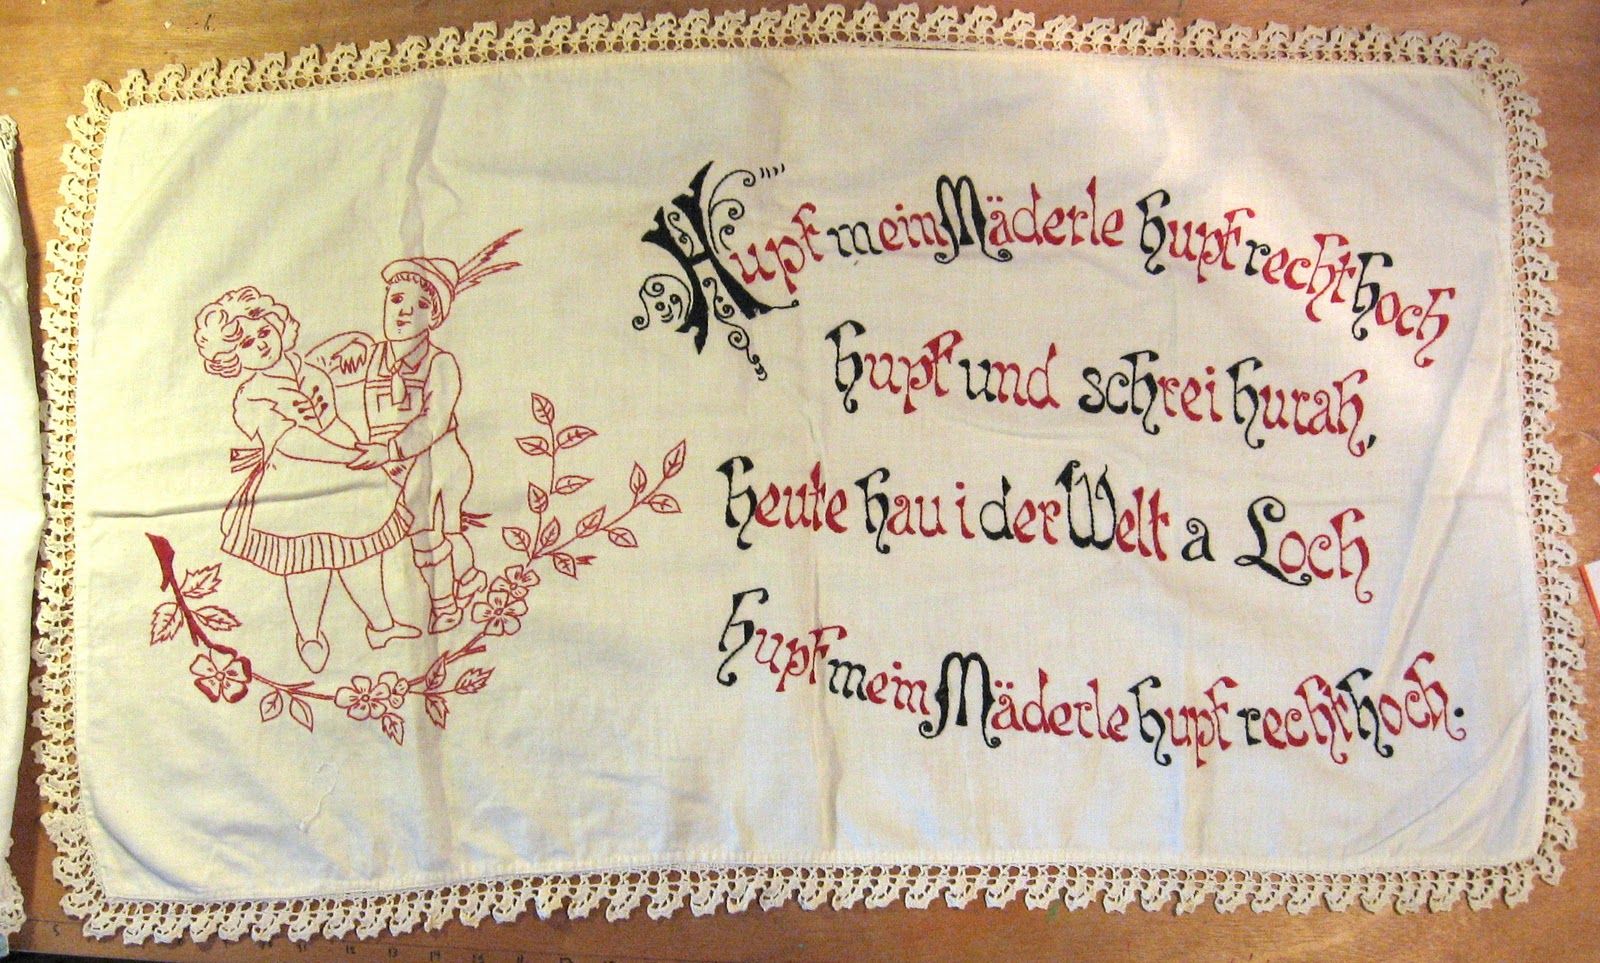 Hupf mein Mäderle hupf recht hoch
hupf und schrei hurah,
heute hau i der Welt a Loch
hupf mein Mäderle hupf recht hoch.